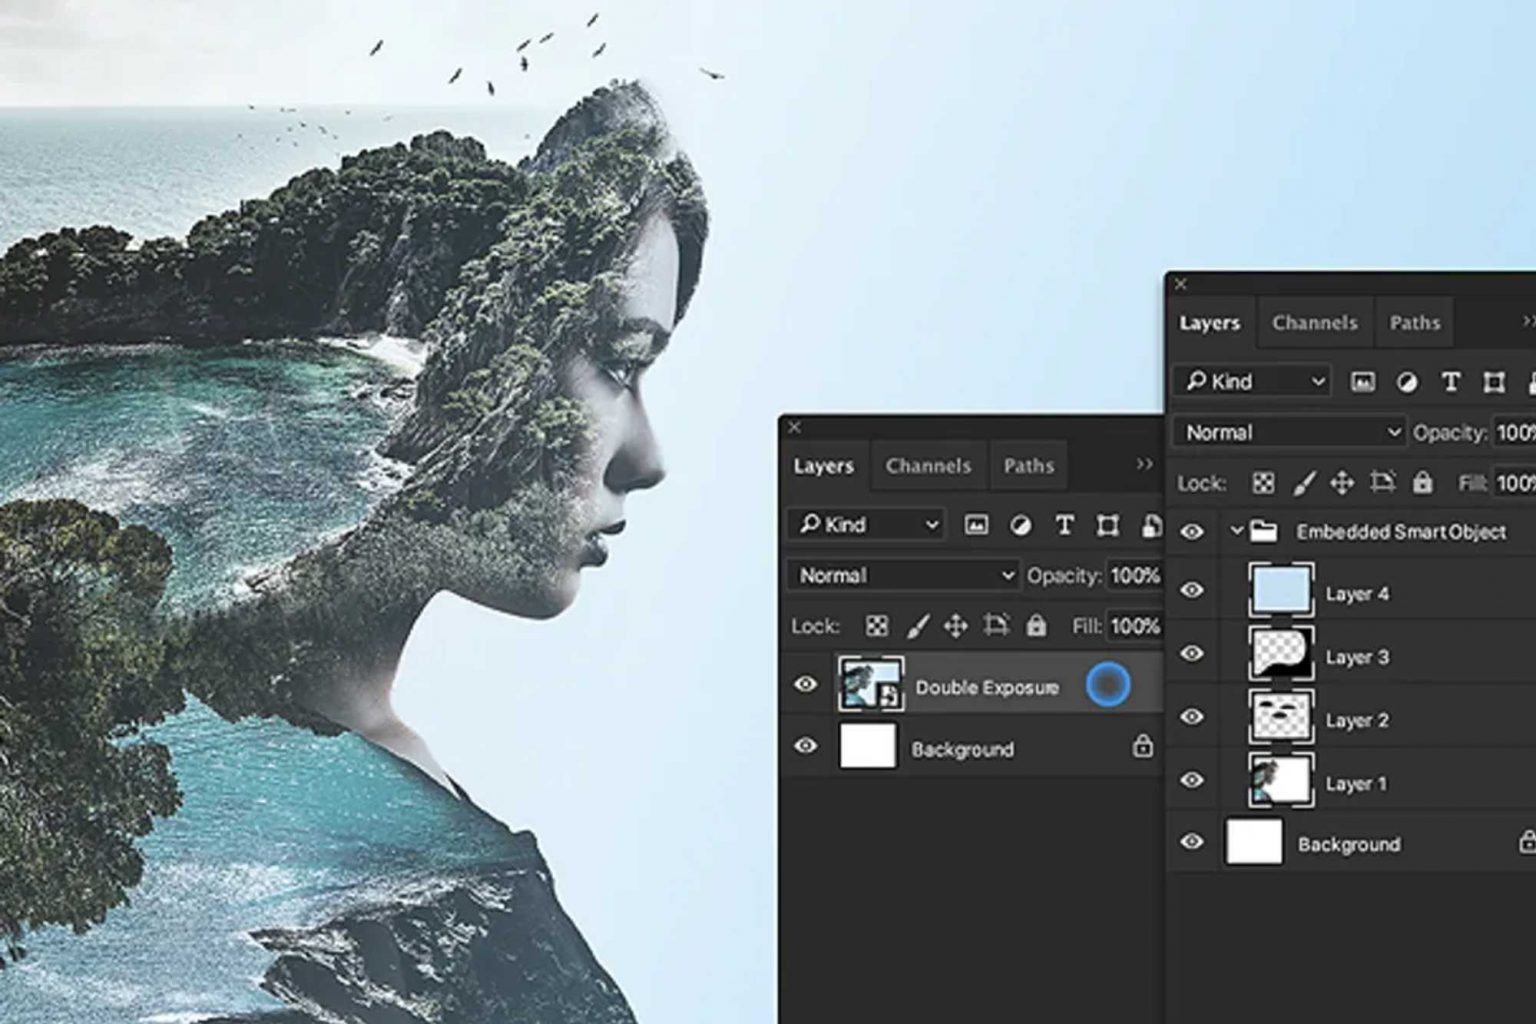 Layers Channels Paths
Kind
Normal Opacity: 100%
Lock: Fill: 100%
Double Exposure
Background
Layers Channels Paths
Kind
Normal Opacity: 100%
Lock: Fill: 100%
Embedded Smart Object
Layer 4
Layer 3
Layer 2
Layer 1
Background